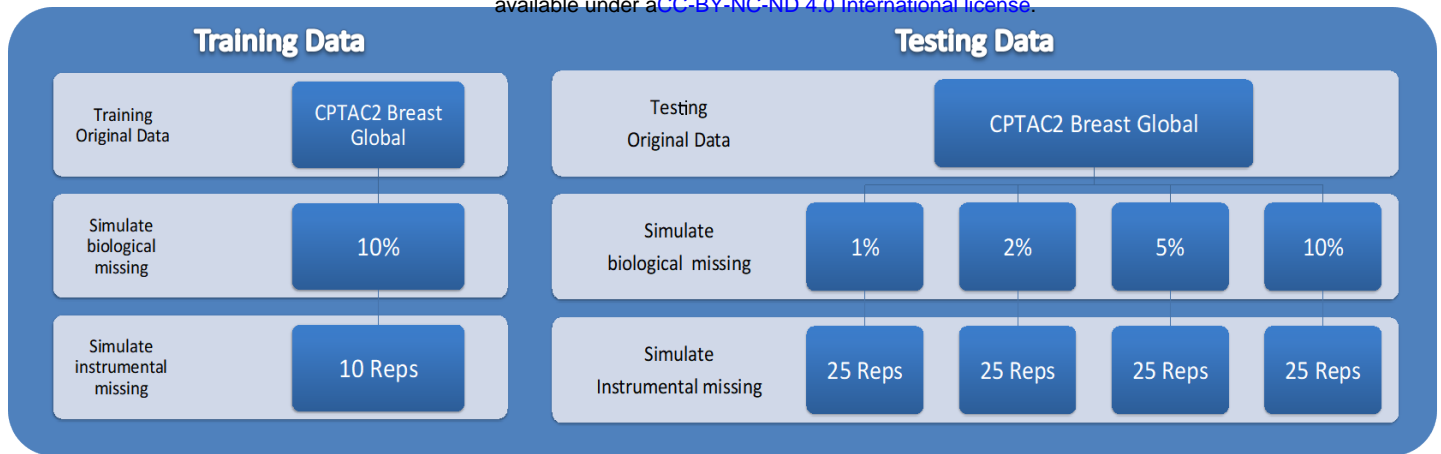 available under aCC-BY-NC-ND 4.0 International license.
Training Data
Training
Original Data
CPTAC2 Breast
Global
Simulate
biological
missing
10%
Simulate
instrumental
missing
10 Reps
Testing Data
Testing
Original Data
CPTAC2 Breast Global
Simulate
biological missing
1%
2%
5%
10%
Simulate
Instrumental missing
25 Reps
25 Reps
25 Reps
25 Reps